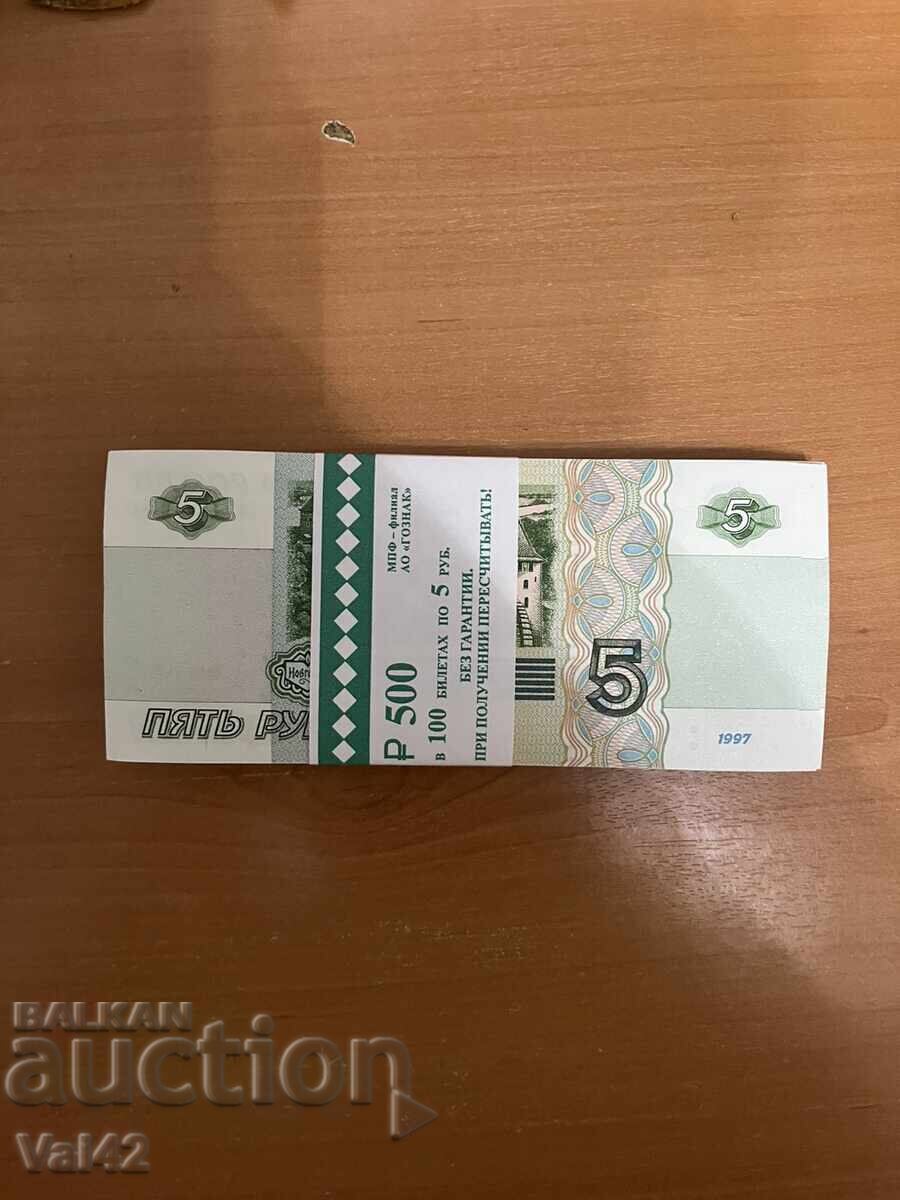 5
5
Новго
ПЯТЬ РУ
МПФ – филиал
АО «ГОЗНАК»
₽ 500
в 100 БИЛЕТАХ ПО 5 РУБ.
БЕЗ ГАРАНТИИ.
ПРИ ПОЛУЧЕНИИ ПЕРЕСЧИТЫВАТЬ!
5
1997
BALKAN
auction
Val42